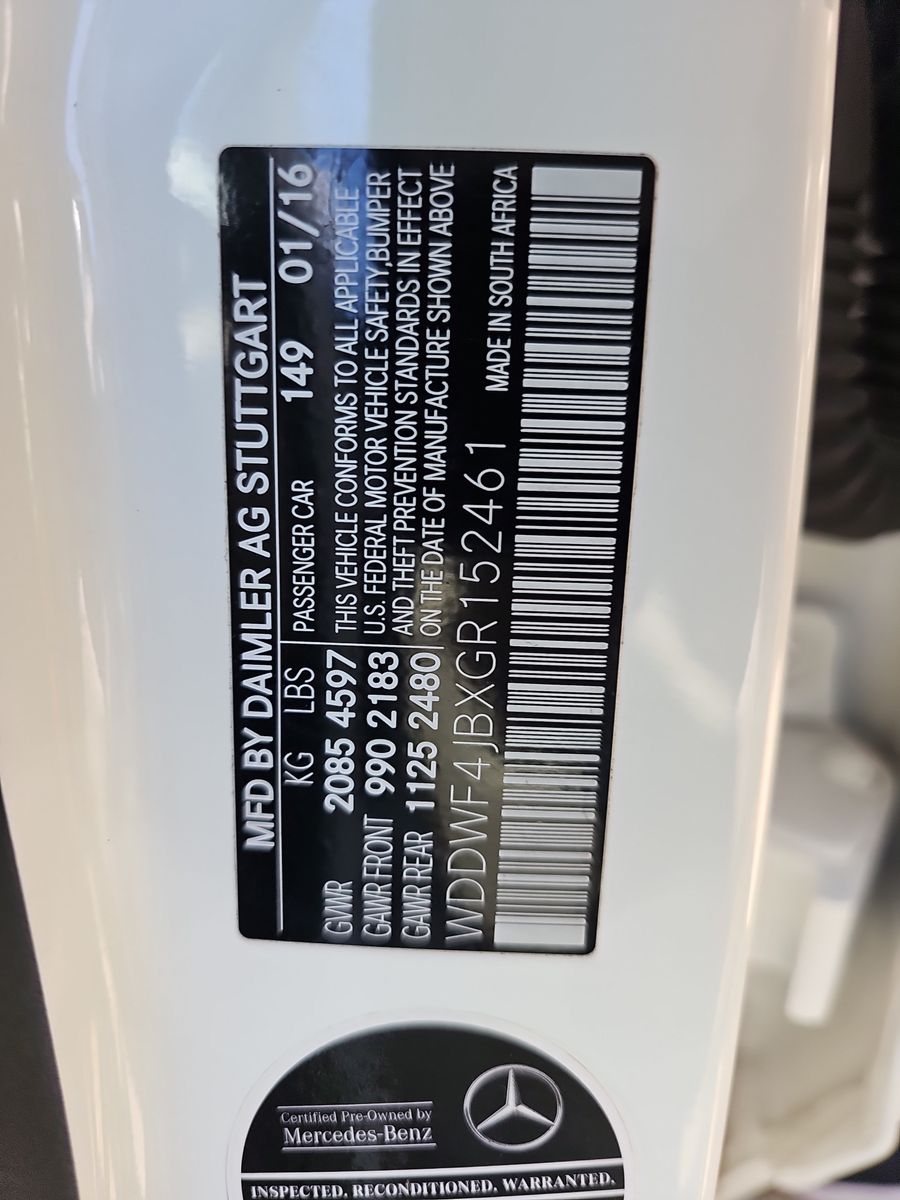 MFD BY DAIMLER AG STUTTGART
KG LBS PASSENGER CAR 149 01/16
GVWR 2085 4597 THIS VEHICLE CONFORMS TO ALL APPLICABLE
GAWR FRONT 990 2183 U.S. FEDERAL MOTOR VEHICLE SAFETY,BUMPER
AND THEFT PREVENTION STANDARDS IN EFFECT
GAWR REAR 1125 2480 ON THE DATE OF MANUFACTURE SHOWN ABOVE
WDDWF4JBXGR152461
MADE IN SOUTH AFRICA
Certified Pre-Owned by
Mercedes-Benz
INSPECTED. RECONDITIONED. WARRANTED.